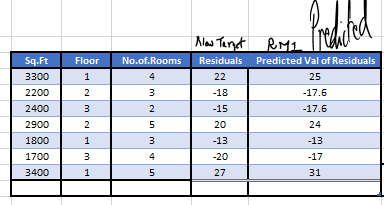 Predicted
New Target RM1
Sq.Ft Floor No.of.Rooms Residuals Predicted Val of Residuals
3300 1 4 22 25
2200 2 3 -18 -17.6
2400 3 2 -15 -17.6
2900 2 5 20 24
1800 1 3 -13 -13
1700 3 4 -20 -17
3400 1 5 27 31